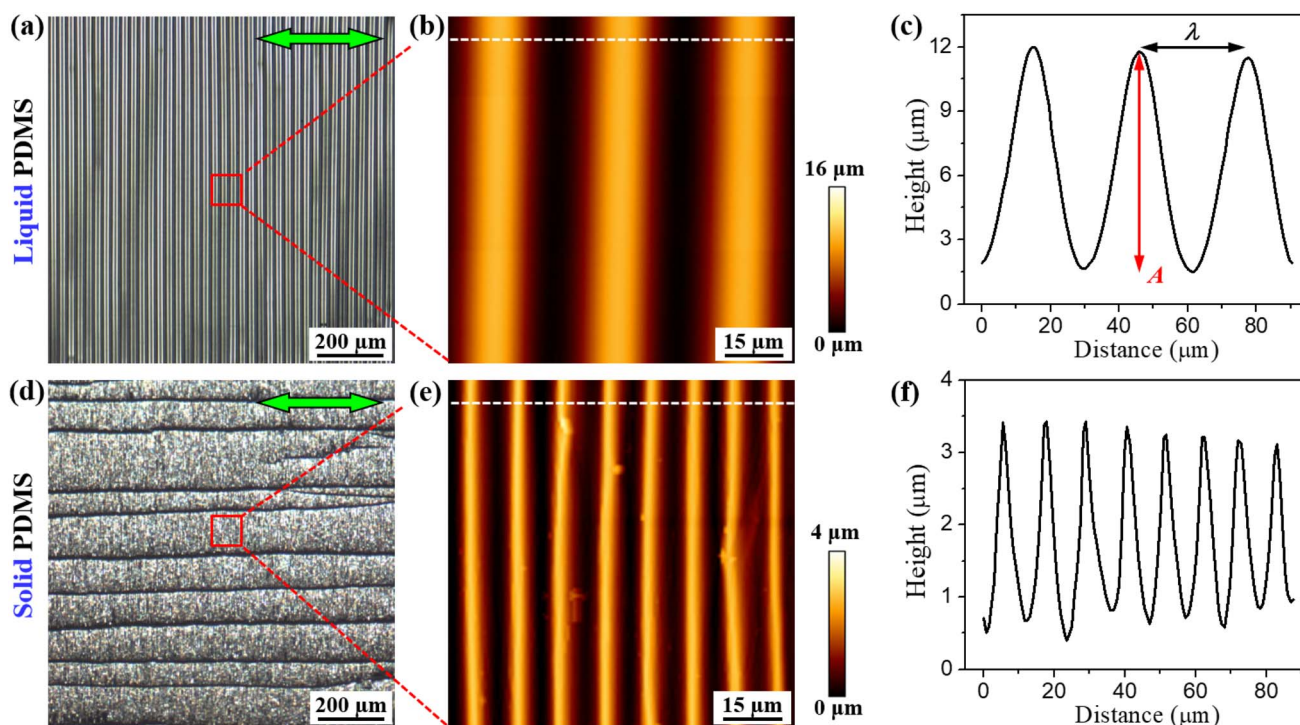 (a)
Liquid PDMS
200 µm
(b)
15 µm
16 µm
0 µm
(c)
12
9
6
3
0
Height (µm)
λ
A
0 20 40 60 80
Distance (µm)
(d)
Solid PDMS
200 µm
(e)
15 µm
4 µm
0 µm
(f)
4
3
2
1
0
Height (µm)
0 20 40 60 80
Distance (µm)